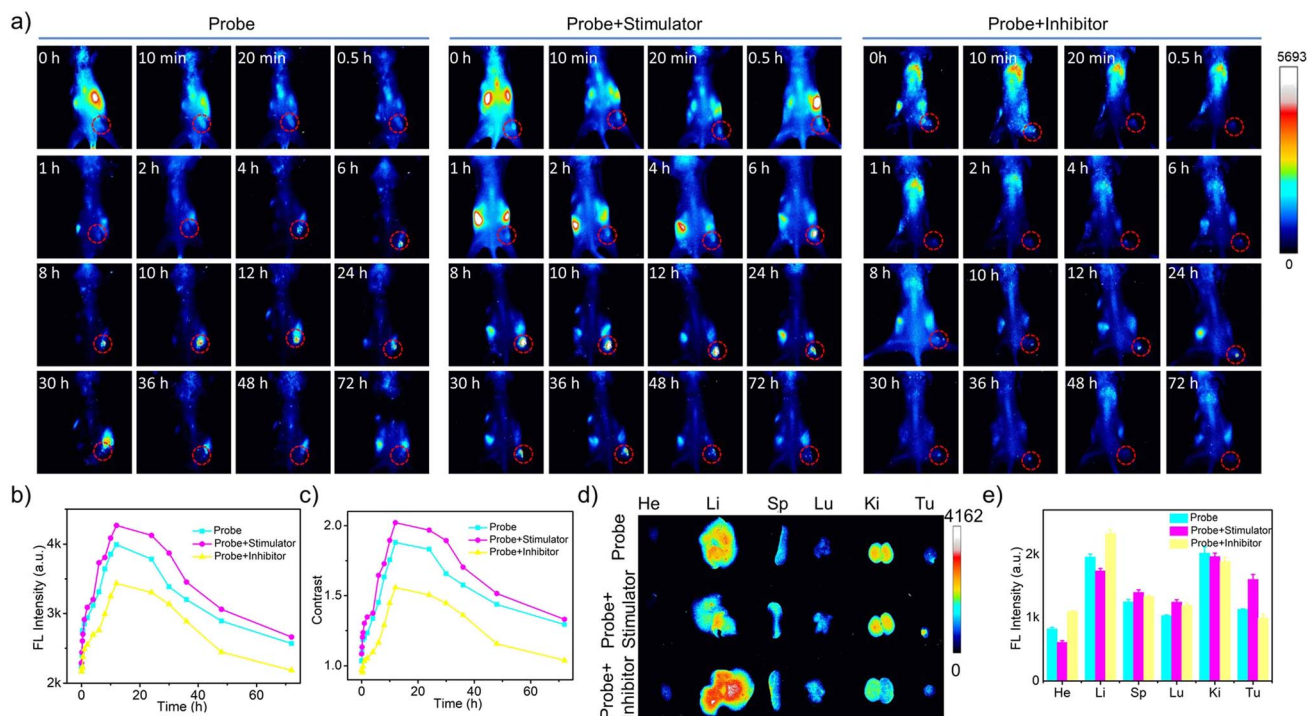 a)
Probe
Probe+Stimulator
Probe+Inhibitor
0 h 10 min 20 min 0.5 h
0 h 10 min 20 min 0.5 h
0h 10 min 20 min 0.5 h
5693
0
1 h 2 h 4 h 6 h
1 h 2 h 4 h 6 h
1 h 2 h 4 h 6 h
8 h 10 h 12 h 24 h
8 h 10 h 12 h 24 h
8 h 10 h 12 h 24 h
30 h 36 h 48 h 72 h
30 h 36 h 48 h 72 h
30 h 36 h 48 h 72 h
b)
FL Intensity (a.u.)
4k
3k
2k
Probe
Probe+Stimulator
Probe+Inhibitor
0 20 40 60
Time (h)
c)
Contrast
2.0
1.5
1.0
Probe
Probe+Stimulator
Probe+Inhibitor
0 20 40 60
Time (h)
d)
He Li Sp Lu Ki Tu
Probe
Probe+
Stimulator
Probe+
Inhibitor
4162
0
e)
FL Intensity (a.u.)
2k
1k
0
Probe
Probe+Stimulator
Probe+Inhibitor
He Li Sp Lu Ki Tu